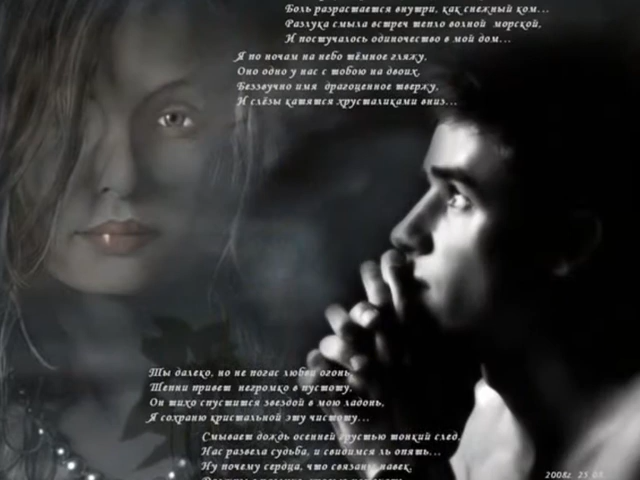 Боль разрастается внутри, как снежный ком...
Разлука смыла встреч тепло волной морской,
И постучалось одиночество в мой дом...
Я по ночам на небо тёмное гляжу,
Оно одно у нас с тобою на двоих,
Беззвучно имя драгоценное твержу,
И слёзы катятся хрусталиками вниз...
Ты далеко, но не погас любви огонь,
Шепни привет негромко в пустоту,
Он тихо спустится звездой в мою ладонь,
Я сохраню кристальной эту чистоту...
Смывает дождь осенней грустью тонкий след,
Нас развела судьба, и свидимся ль опять...
Ну почему сердца, что связаны навек,
2008г. 25 09